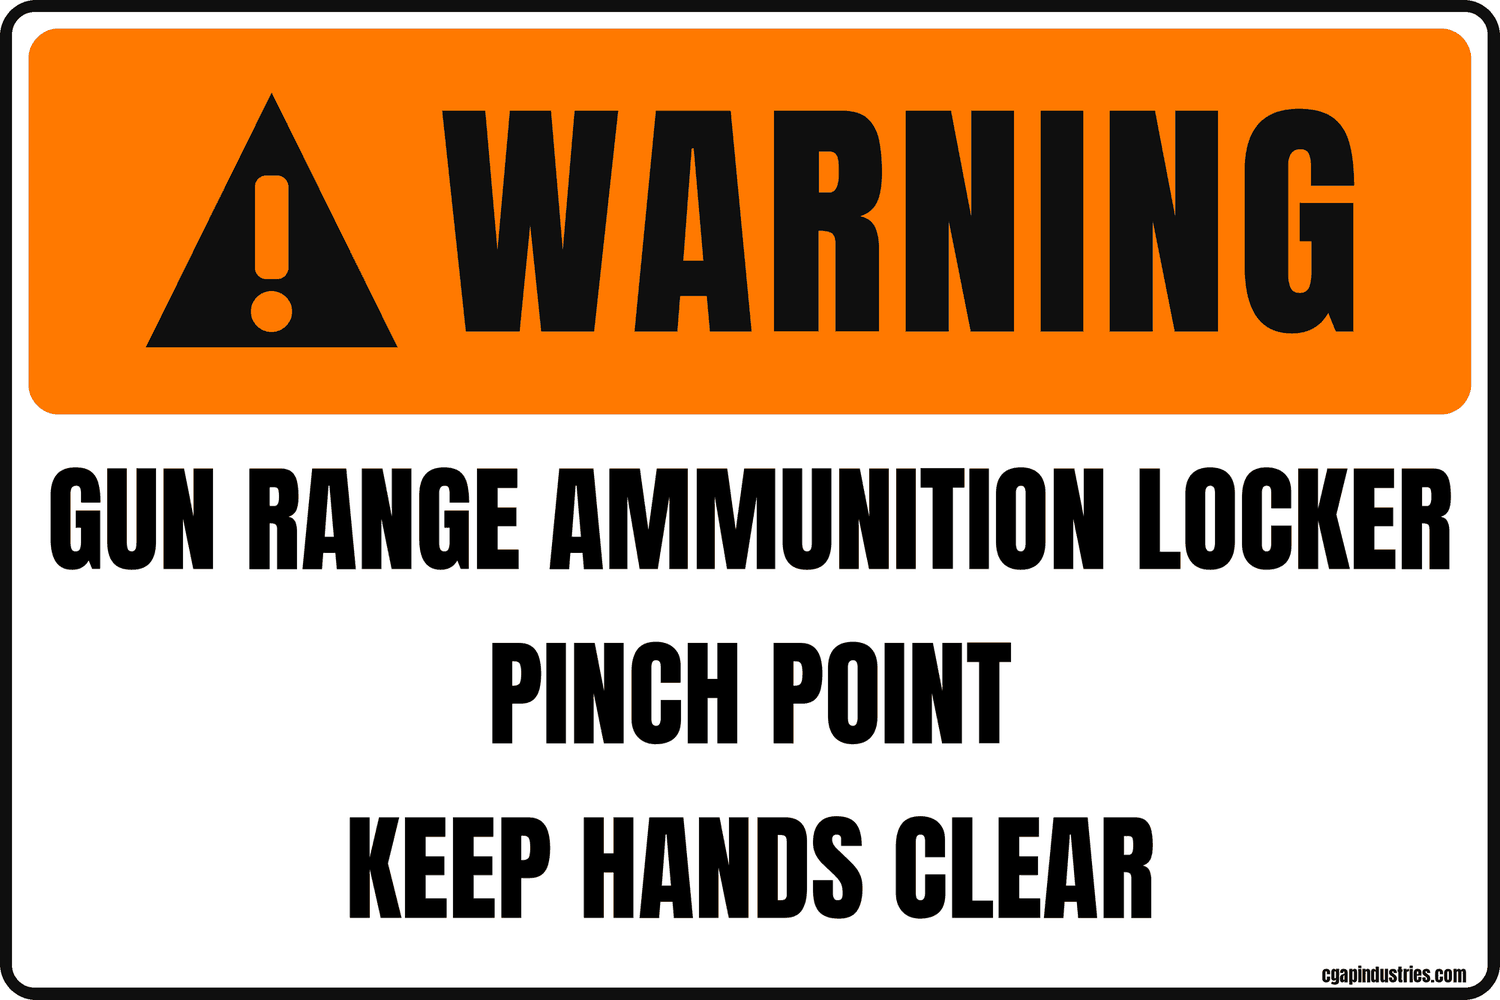 WARNING
GUN RANGE AMMUNITION LOCKER
PINCH POINT
KEEP HANDS CLEAR
cgapindustries.com